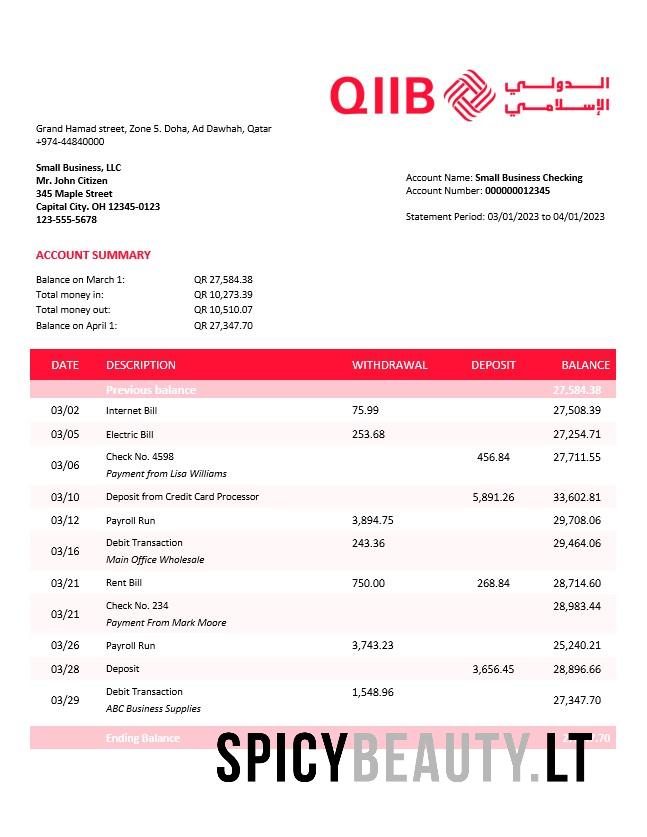 QIIB الـدولـي
الإسـلامـي
Grand Hamad street, Zone 5. Doha, Ad Dawhah, Qatar
+974-44840000
Small Business, LLC
Mr. John Citizen
345 Maple Street
Capital City. OH 12345-0123
123-555-5678
Account Name: Small Business Checking
Account Number: 000000012345
Statement Period: 03/01/2023 to 04/01/2023
ACCOUNT SUMMARY
Balance on March 1: QR 27,584.38
Total money in: QR 10,273.39
Total money out: QR 10,510.07
Balance on April 1: QR 27,347.70
DATE DESCRIPTION WITHDRAWAL DEPOSIT BALANCE
Previous balance 27,584.38
03/02 Internet Bill 75.99 27,508.39
03/05 Electric Bill 253.68 27,254.71
03/06 Check No. 4598 456.84 27,711.55
Payment from Lisa Williams
03/10 Deposit from Credit Card Processor 5,891.26 33,602.81
03/12 Payroll Run 3,894.75 29,708.06
03/16 Debit Transaction 243.36 29,464.06
Main Office Wholesale
03/21 Rent Bill 750.00 268.84 28,714.60
03/21 Check No. 234 28,983.44
Payment From Mark Moore
03/26 Payroll Run 3,743.23 25,240.21
03/28 Deposit 3,656.45 28,896.66
03/29 Debit Transaction 1,548.96 27,347.70
ABC Business Supplies
Ending Balance
SPICYBEAUTY.LT